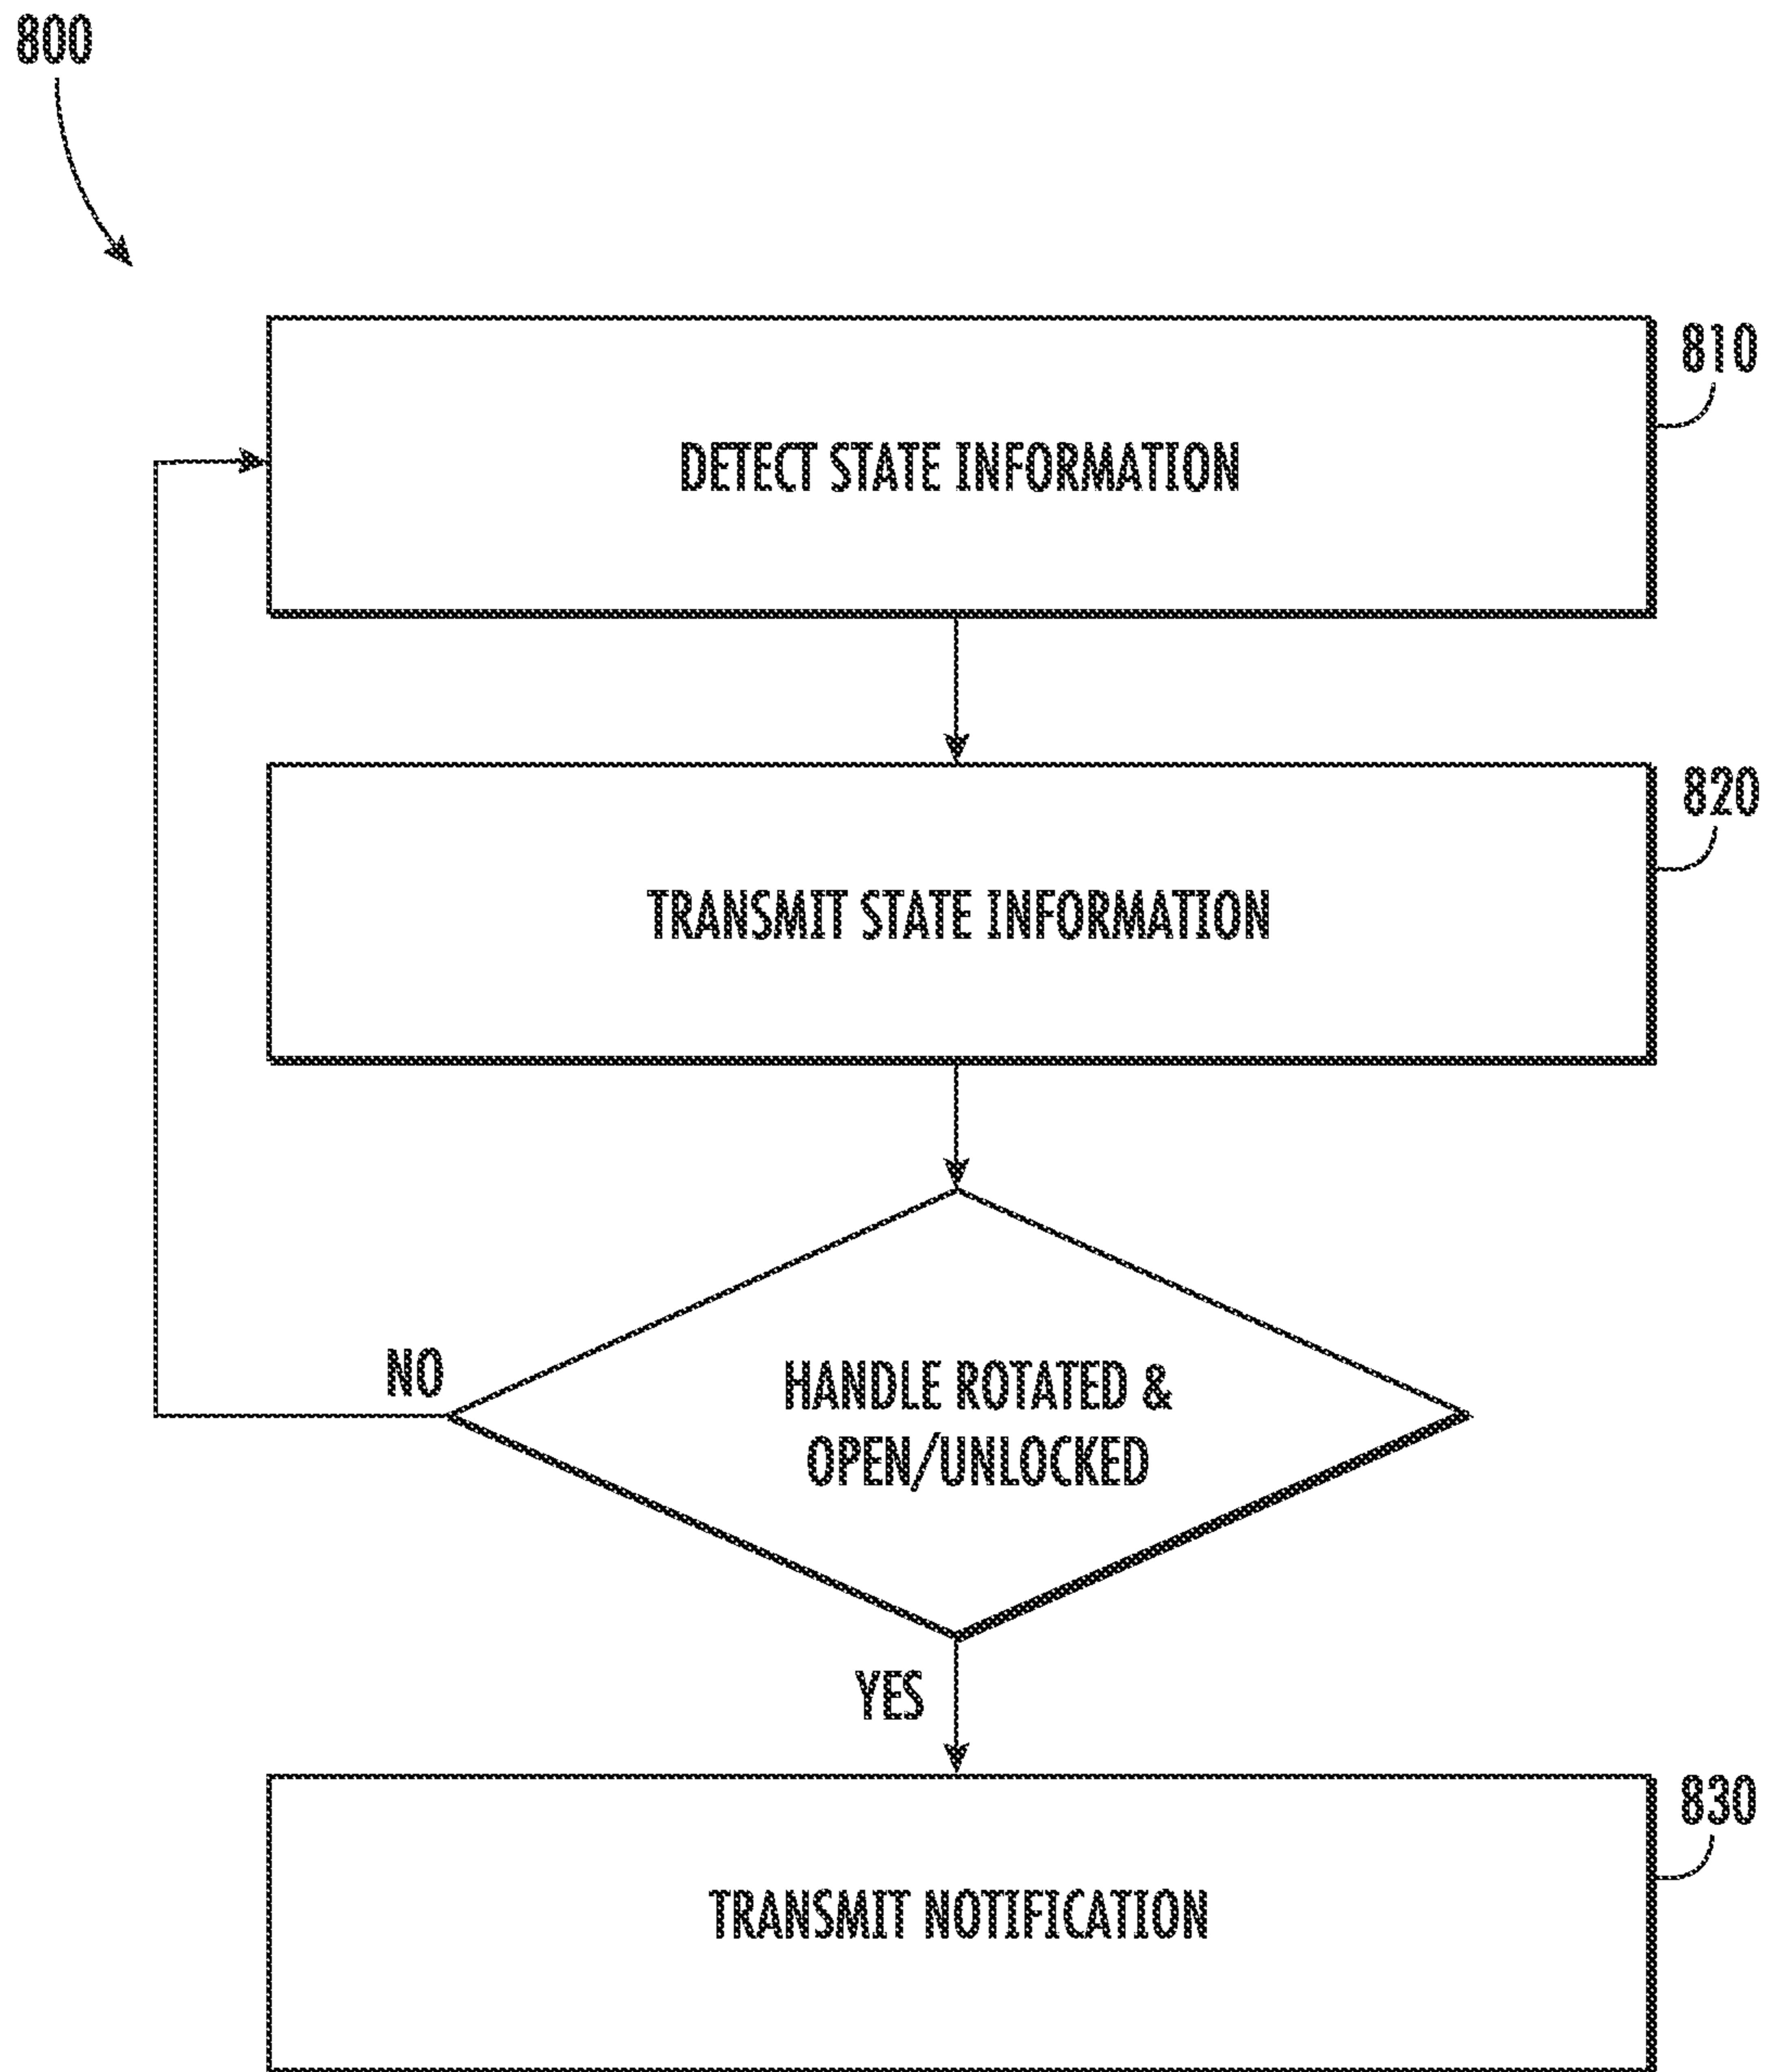 800
810
DETECT STATE INFORMATION
820
TRANSMIT STATE INFORMATION
NO
HANDLE ROTATED &
OPEN/UNLOCKED
YES
830
TRANSMIT NOTIFICATION